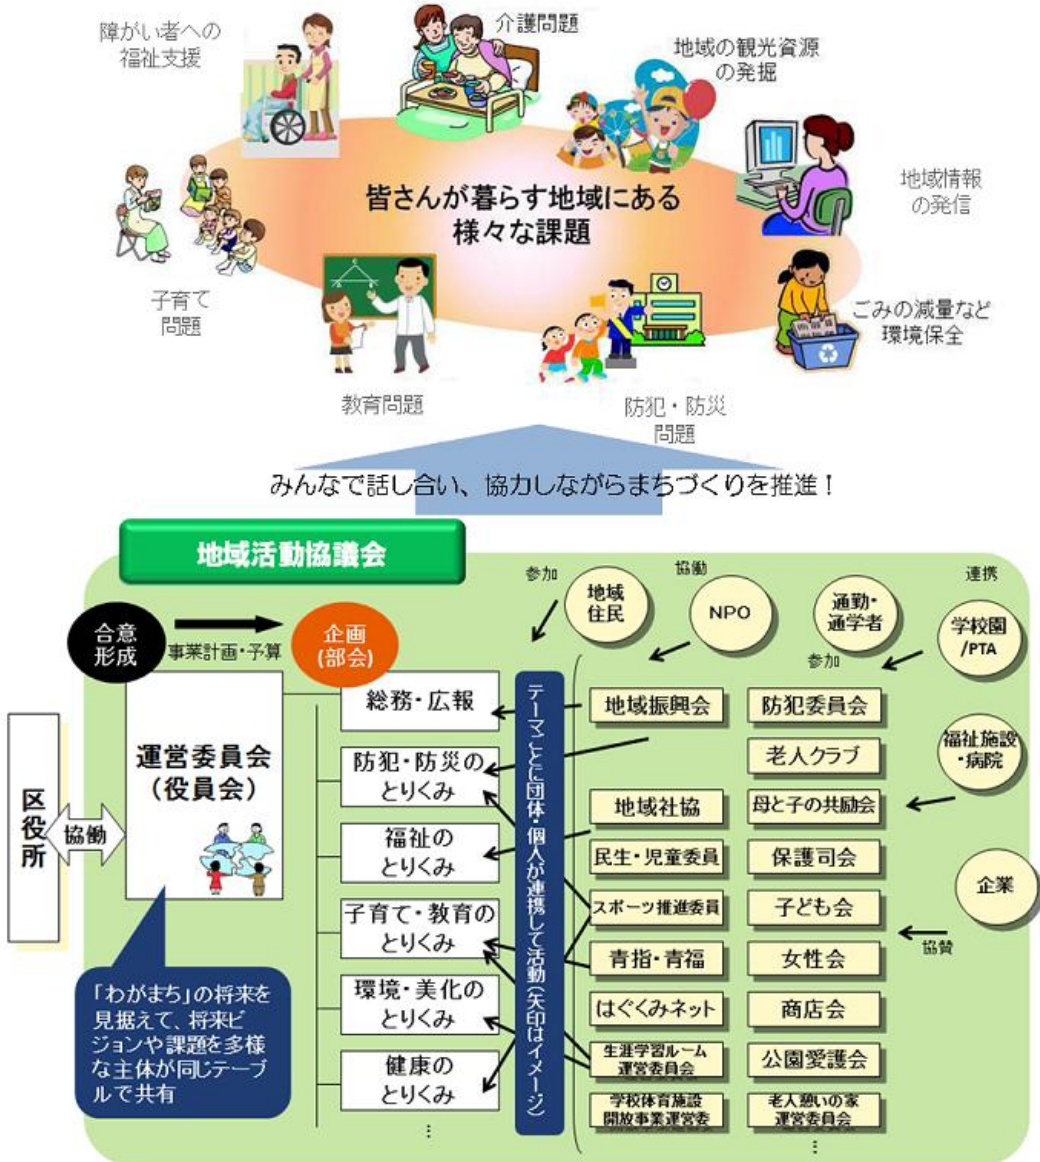 障がい者への
福祉支援
介護問題
地域の観光資源
の発掘
皆さんが暮らす地域にある
様々な課題
地域情報
の発信
子育て
問題
ごみの減量など
環境保全
教育問題
防犯・防災
問題
みんなで話し合い、協力しながらまちづくりを推進！
地域活動協議会
合意
形成
事業計画・予算
企画
(部会)
参加
地域
住民
協働
NPO
通勤・
通学者
参加
連携
学校園
/PTA
区役所
協働
運営委員会
(役員会)
総務・広報
防犯・防災の
とりくみ
福祉の
とりくみ
子育て・教育の
とりくみ
環境・美化の
とりくみ
健康の
とりくみ
⋮
テーマごとに団体・個人が連携して活動(矢印はイメージ)
地域振興会
防犯委員会
老人クラブ
地域社協
母と子の共励会
民生・児童委員
保護司会
スポーツ推進委員
子ども会
青指・青福
女性会
はぐくみネット
商店会
生涯学習ルーム
運営委員会
公園愛護会
学校体育施設
開放事業運営委
老人憩いの家
運営委員会
⋮
福祉施設
・病院
企業
協賛
「わがまち」の将来を
見据えて、将来ビ
ジョンや課題を多様
な主体が同じテーブ
ルで共有